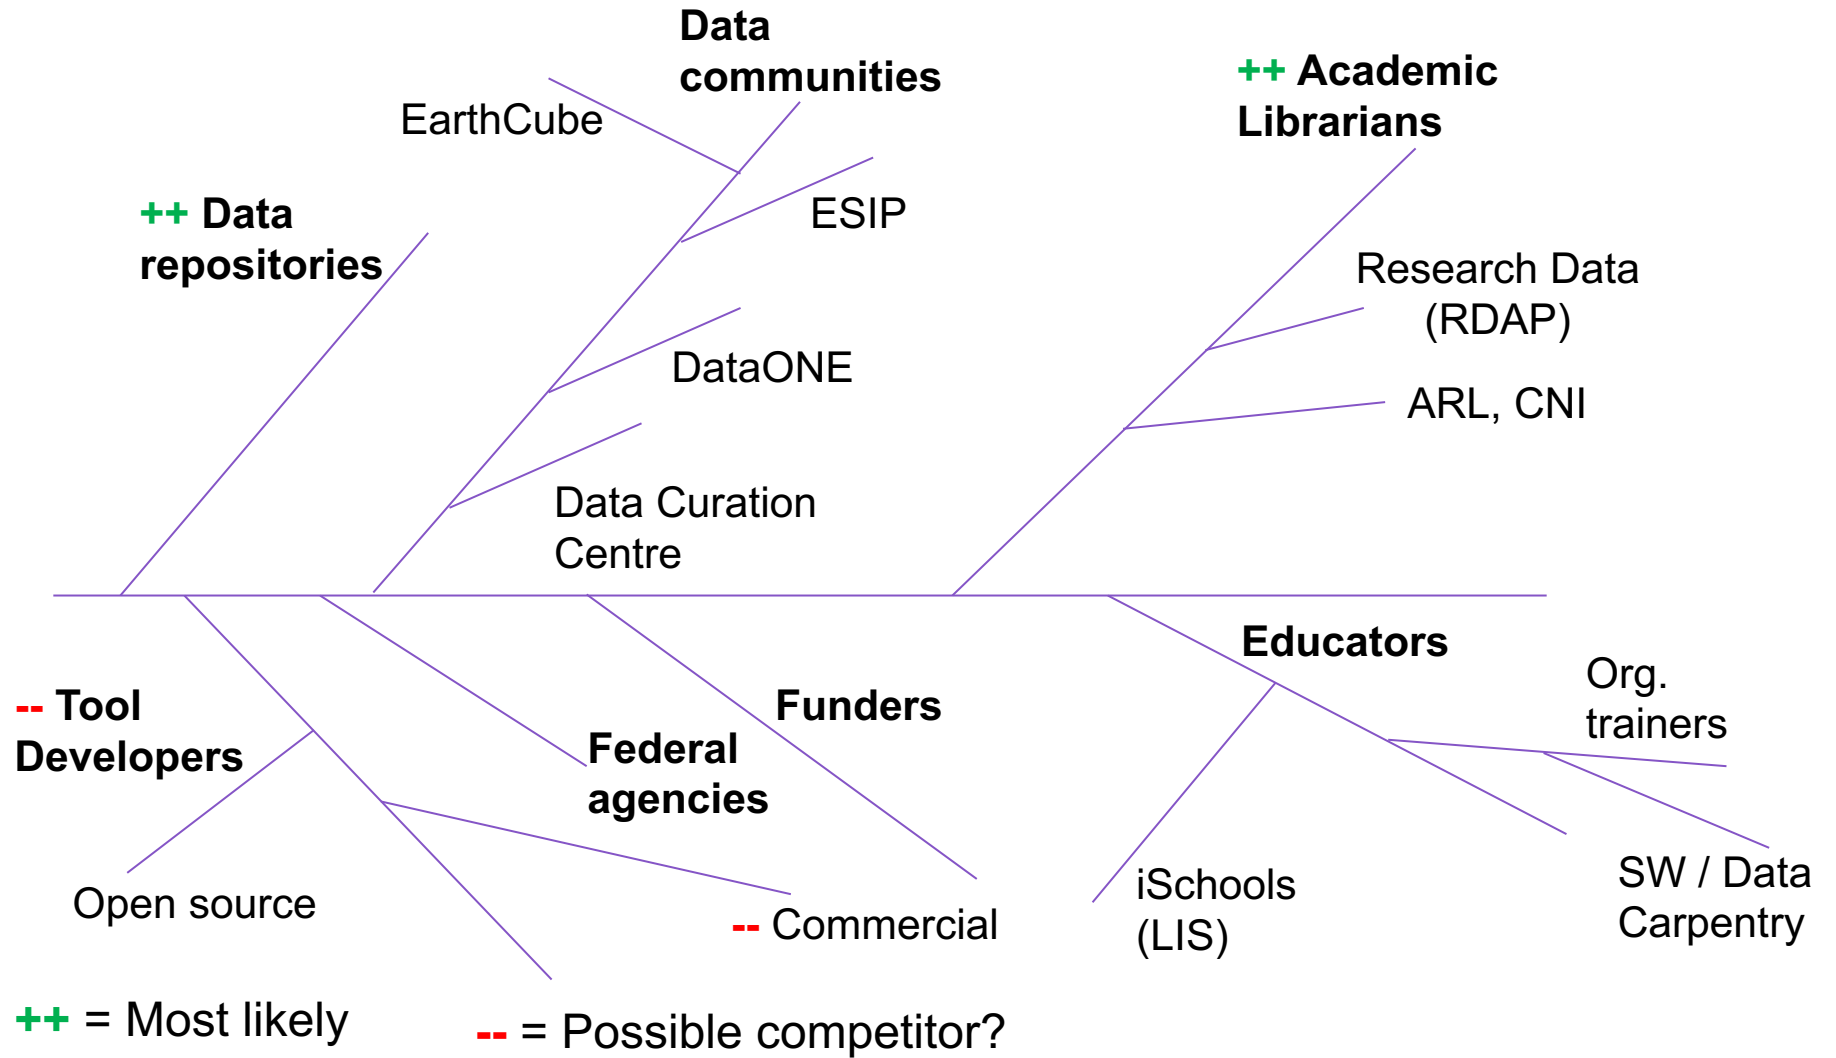 Data
communities
++ Academic
Librarians
EarthCube
++ Data
repositories
ESIP
Research Data
(RDAP)
DataONE
ARL, CNI
Data Curation
Centre
Educators
Org.
trainers
-- Tool
Developers
Funders
Federal
agencies
SW / Data
Carpentry
iSchools
(LIS)
Open source
-- Commercial
++ = Most likely
-- = Possible competitor?